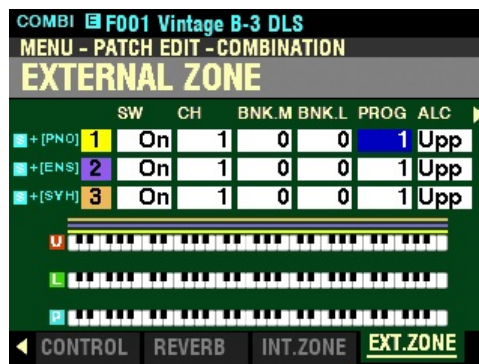 COMBI E F001 Vintage B-3 DLS
MENU - PATCH EDIT - COMBINATION
EXTERNAL ZONE
SW CH BNK.M BNK.L PROG ALC
S+[PNO] 1 On 1 0 0 1 Upp
S+[ENS] 2 On 1 0 0 1 Upp
S+[SYH] 3 On 1 0 0 1 Upp
U
L
P
CONTROL REVERB INT.ZONE EXT.ZONE